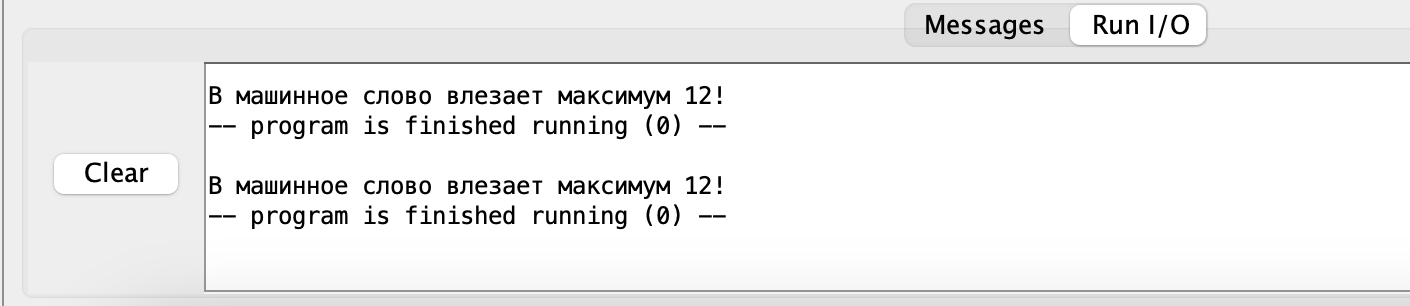 Messages Run I/O
В машинное слово влезает максимум 12!
-- program is finished running (0) --
Clear
В машинное слово влезает максимум 12!
-- program is finished running (0) --